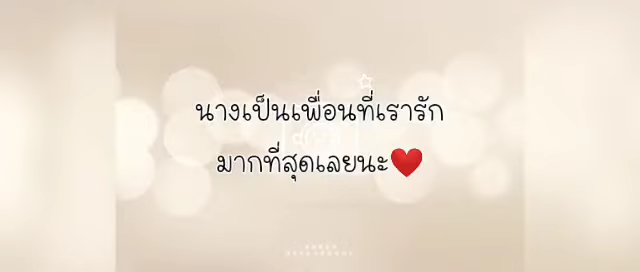 นางเป็นเพื่อนที่เรารัก
มากที่สุดเลยนะ❤️